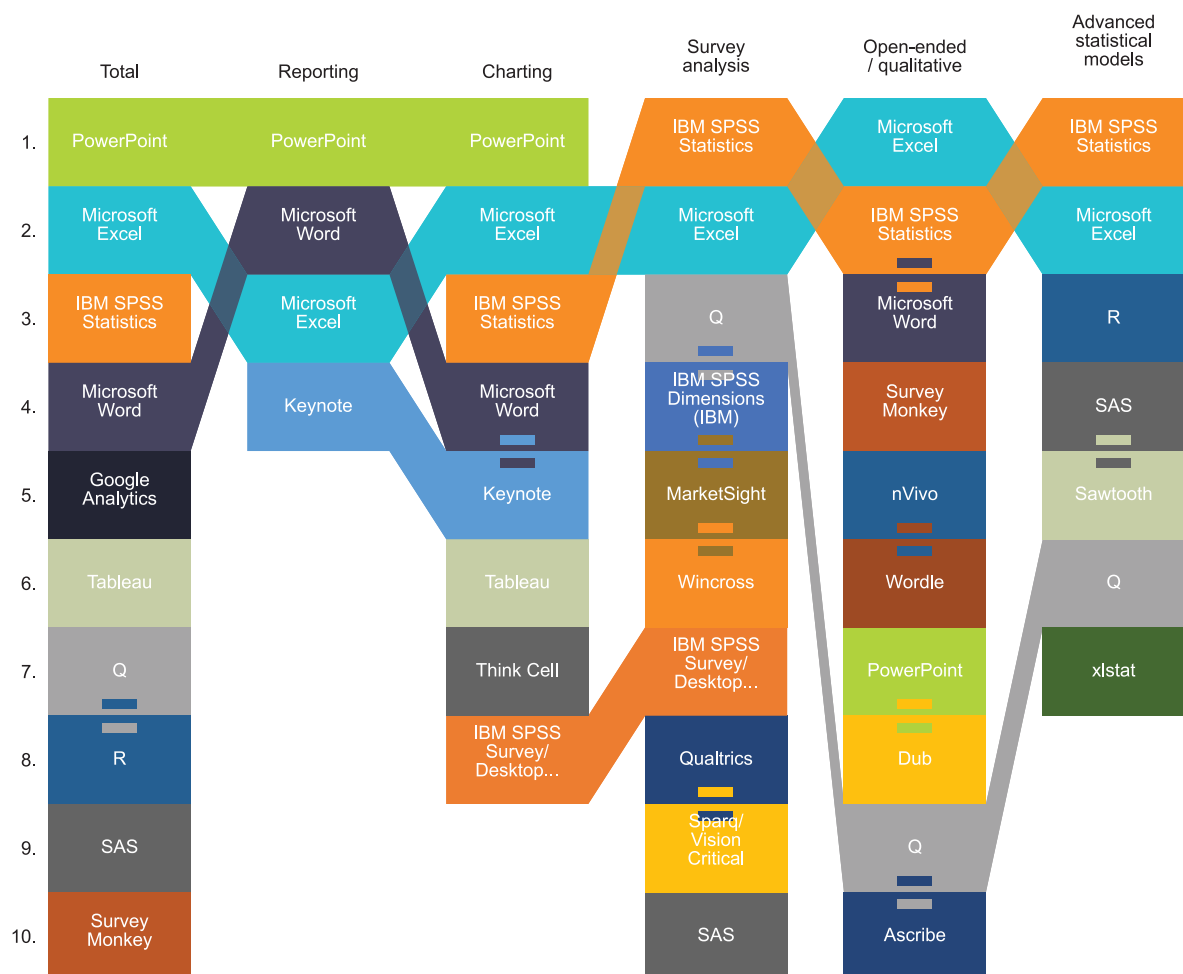 Total
Reporting
Charting
Survey
analysis
Open-ended
/ qualitative
Advanced
statistical
models
1.
PowerPoint
PowerPoint
PowerPoint
IBM SPSS
Statistics
Microsoft
Excel
IBM SPSS
Statistics
2.
Microsoft
Excel
Microsoft
Word
Microsoft
Excel
Microsoft
Excel
IBM SPSS
Statistics
Microsoft
Excel
3.
IBM SPSS
Statistics
Microsoft
Excel
IBM SPSS
Statistics
Q
Microsoft
Word
R
4.
Microsoft
Word
Keynote
Microsoft
Word
IBM SPSS
Dimensions
(IBM)
Survey
Monkey
SAS
5.
Google
Analytics
Keynote
MarketSight
nVivo
Sawtooth
6.
Tableau
Tableau
Wincross
Wordle
Q
7.
Q
Think Cell
IBM SPSS
Survey/
Desktop...
PowerPoint
xlstat
8.
R
IBM SPSS
Survey/
Desktop...
Qualtrics
Dub
9.
SAS
Sparq/
Vision
Critical
Q
10.
Survey
Monkey
SAS
Ascribe